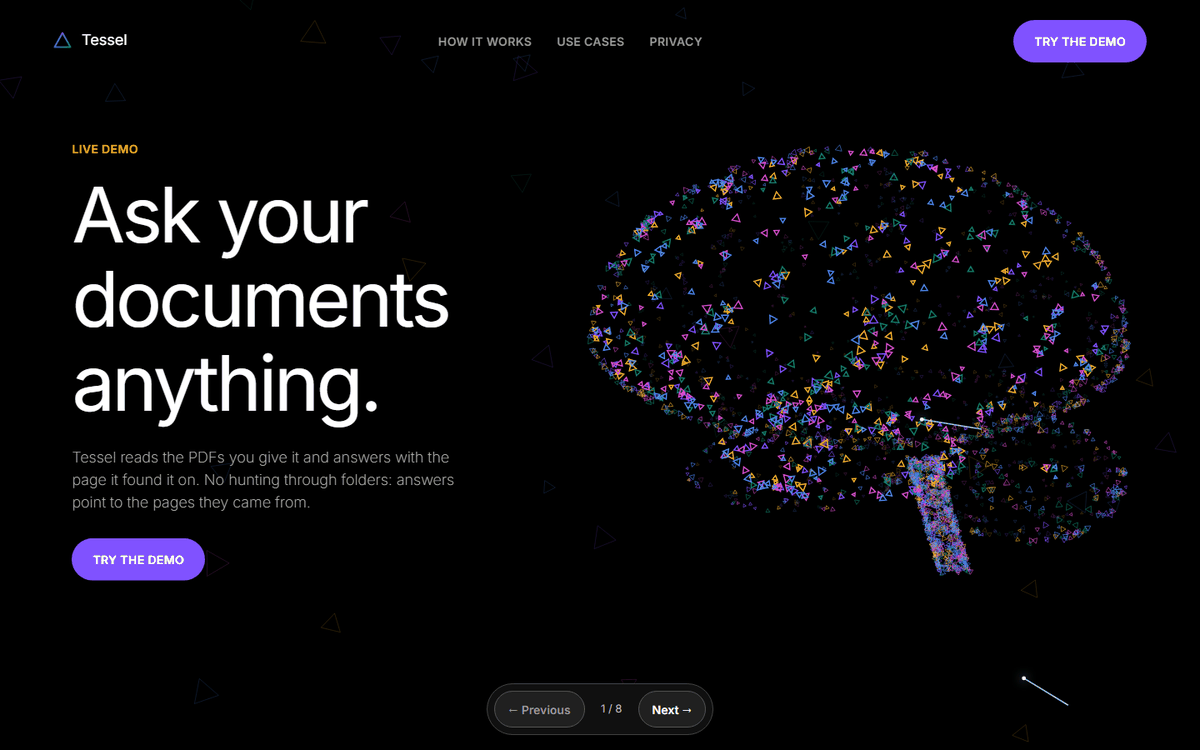 Tessel
HOW IT WORKS
USE CASES
PRIVACY
TRY THE DEMO
LIVE DEMO
Ask your
documents
anything.
Tessel reads the PDFs you give it and answers with the
page it found it on. No hunting through folders: answers
point to the pages they came from.
TRY THE DEMO
← Previous
1 / 8
Next →